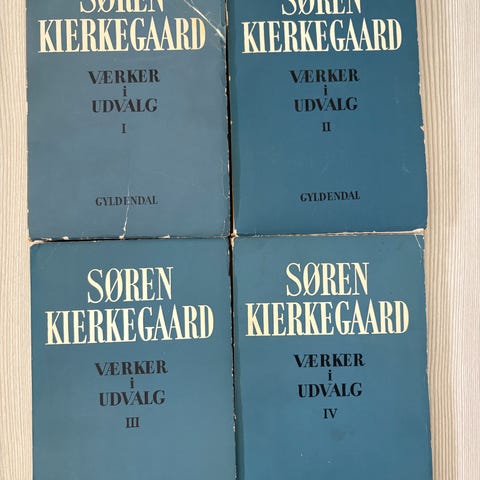 SØREN
KIERKEGAARD
VÆRKER
i
UDVALG
I
GYLDENDAL
SØREN
KIERKEGAARD
VÆRKER
i
UDVALG
II
GYLDENDAL
SØREN
KIERKEGAARD
VÆRKER
i
UDVALG
III
SØREN
KIERKEGAARD
VÆRKER
i
UDVALG
IV